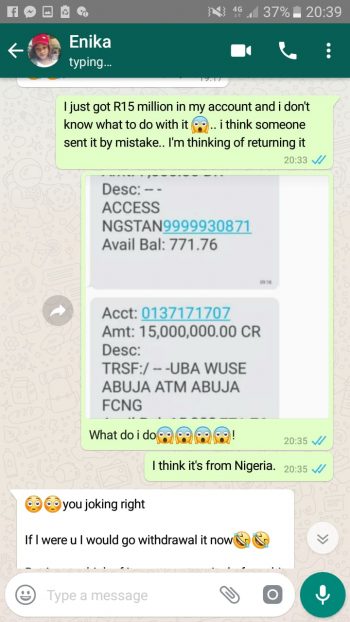 4G 37% 20:39
Enika
typing...
19:17
I just got R15 million in my account and i don't
know what to do with it 😱.. i think someone
sent it by mistake.. I'm thinking of returning it
20:33
Desc: -- -
ACCESS
NGSTAN9999930871
Avail Bal: 771.76
09:16
Acct: 0137171707
Amt: 15,000,000.00 CR
Desc:
TRSF:/ -- -UBA WUSE
ABUJA ATM ABUJA
FCNG
What do i do😱😱😱😱!
20:35
I think it's from Nigeria. 20:35
😳😳you joking right
If I were u I would go withdrawal it now🤣🤣
Type a message